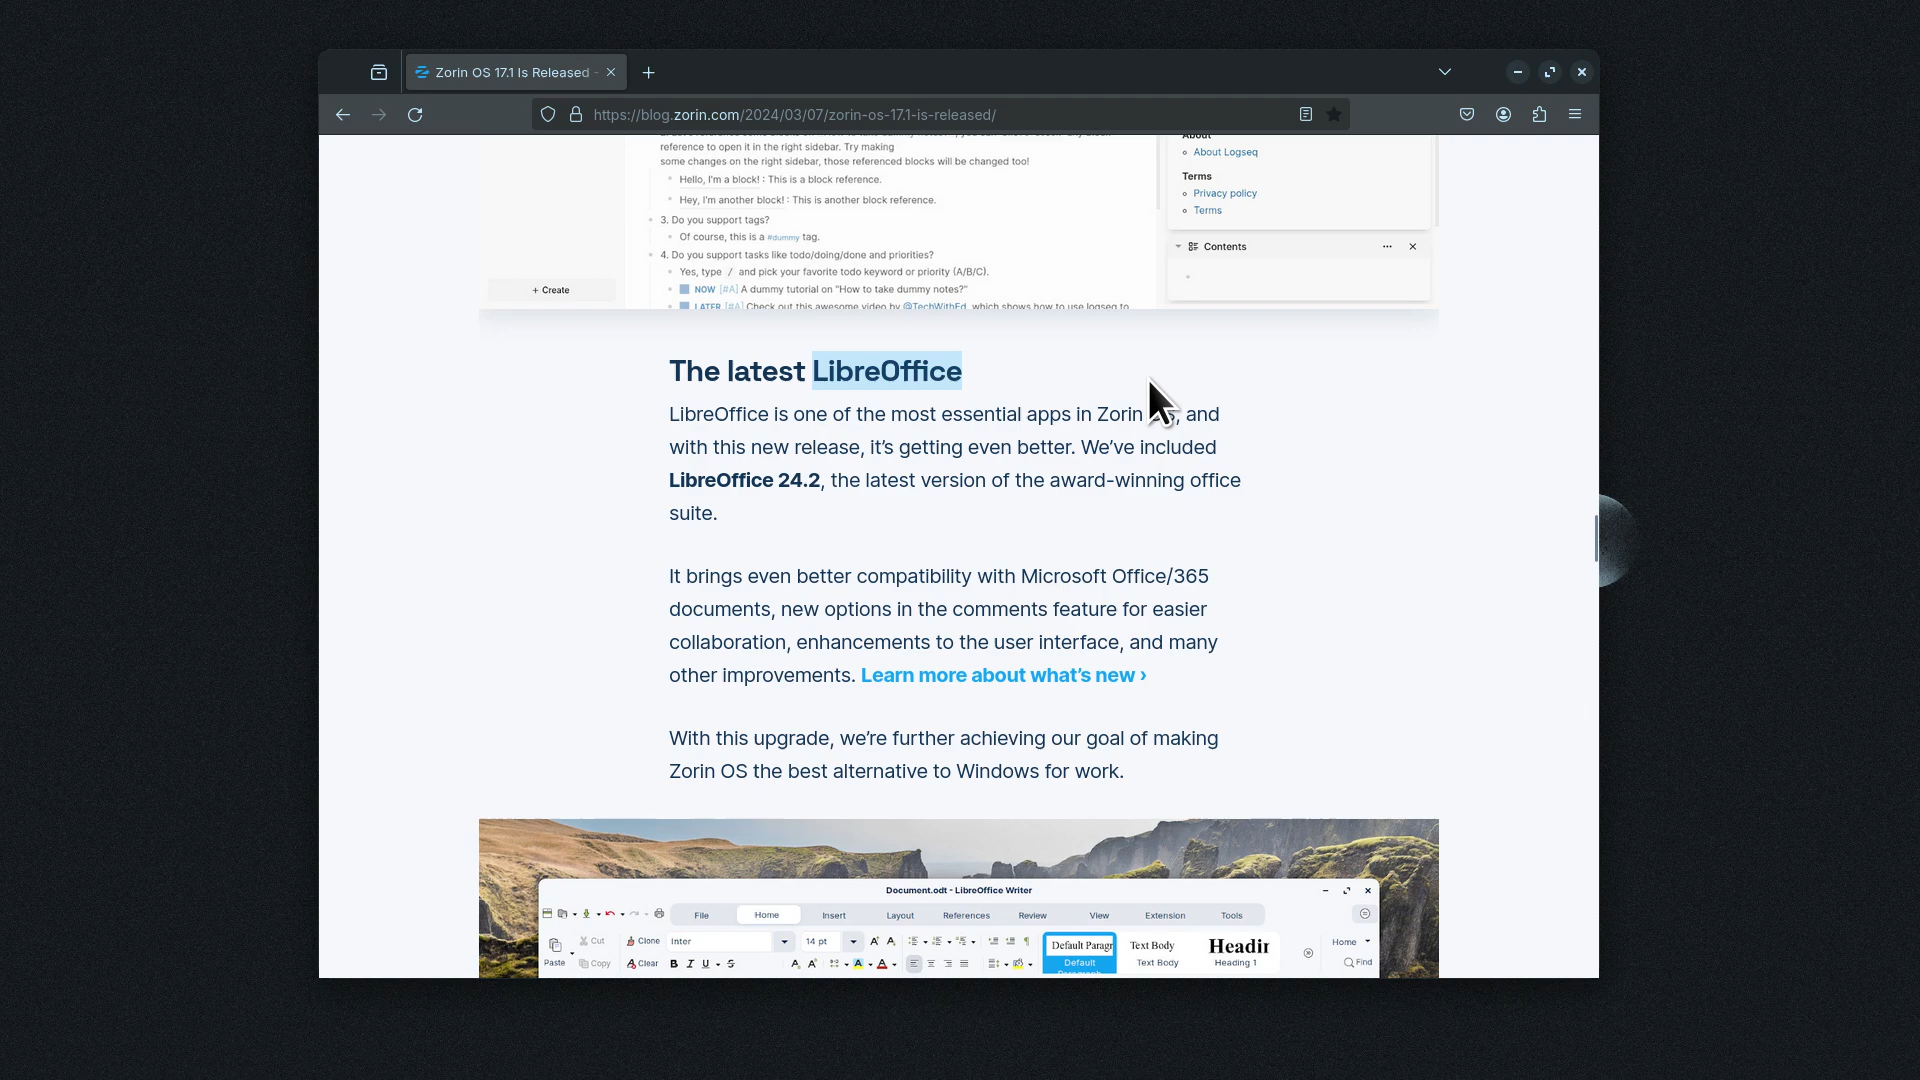 Zorin OS 17.1 Is Released -
https://blog.zorin.com/2024/03/07/zorin-os-17.1-is-released/
reference to open it in the right sidebar. Try making
some changes on the right sidebar, those referenced blocks will be changed too!
Hello, I'm a block! : This is a block reference.
Hey, I'm another block! : This is another block reference.
3. Do you support tags?
Of course, this is a #dummy tag.
4. Do you support tasks like todo/doing/done and priorities?
Yes, type / and pick your favorite todo keyword or priority (A/B/C).
NOW [#A] A dummy tutorial on "How to take dummy notes?"
LATER [#A] Check out this awesome video by @TechWithEd, which shows how to use logseq to
+ Create
About
About Logseq
Terms
Privacy policy
Terms
Contents
The latest LibreOffice
LibreOffice is one of the most essential apps in Zorin OS, and
with this new release, it’s getting even better. We’ve included
LibreOffice 24.2, the latest version of the award-winning office
suite.
It brings even better compatibility with Microsoft Office/365
documents, new options in the comments feature for easier
collaboration, enhancements to the user interface, and many
other improvements. Learn more about what’s new ›
With this upgrade, we’re further achieving our goal of making
Zorin OS the best alternative to Windows for work.
Document.odt - LibreOffice Writer
File Home Insert Layout References Review View Extension Tools
Cut Clone Inter 14 pt Default Paragr Text Body Headin Home
Paste Copy Clear B I U S Default Text Body Heading 1 Find
Paragraph